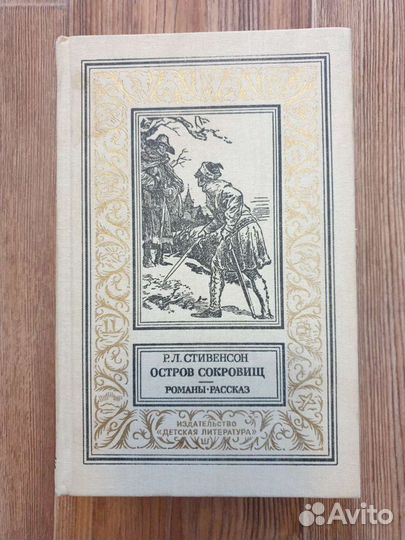 Р.Л. СТИВЕНСОН
ОСТРОВ СОКРОВИЩ
РОМАНЫ·РАССКАЗ
ИЗДАТЕЛЬСТВО
«ДЕТСКАЯ ЛИТЕРАТУРА»
Avito